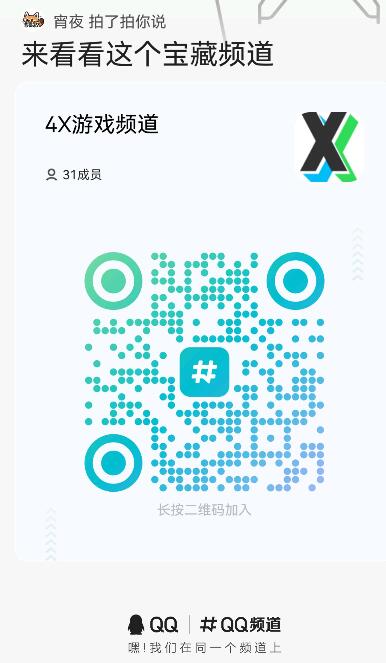 宵夜 拍了拍你说
来看看这个宝藏频道
4X游戏频道
31成员
长按二维码加入
QQ | QQ频道
嘿!我们在同一个频道上